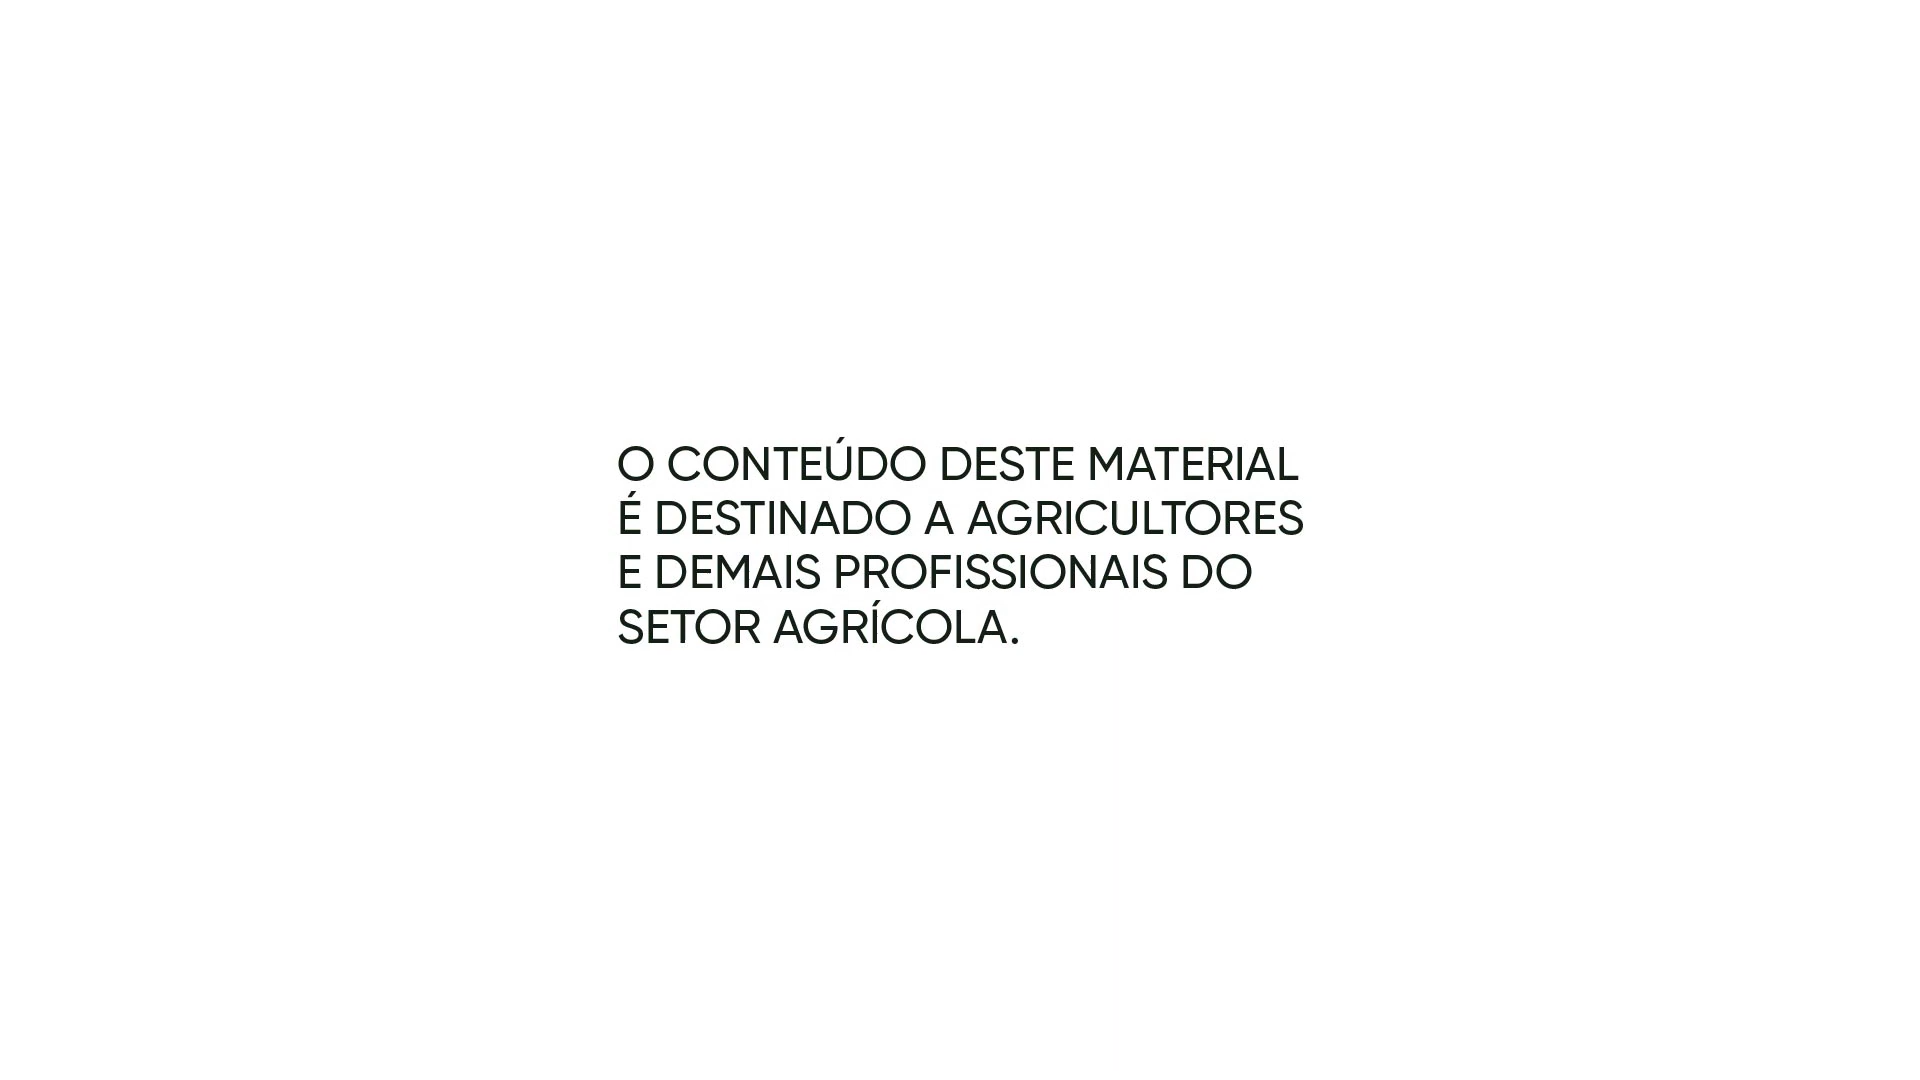 O CONTEÚDO DESTE MATERIAL
É DESTINADO A AGRICULTORES
E DEMAIS PROFISSIONAIS DO
SETOR AGRÍCOLA.